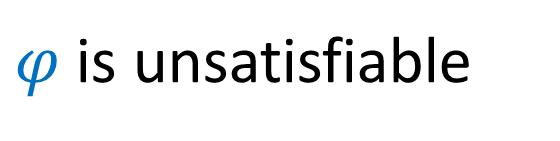 φ is unsatisfiable